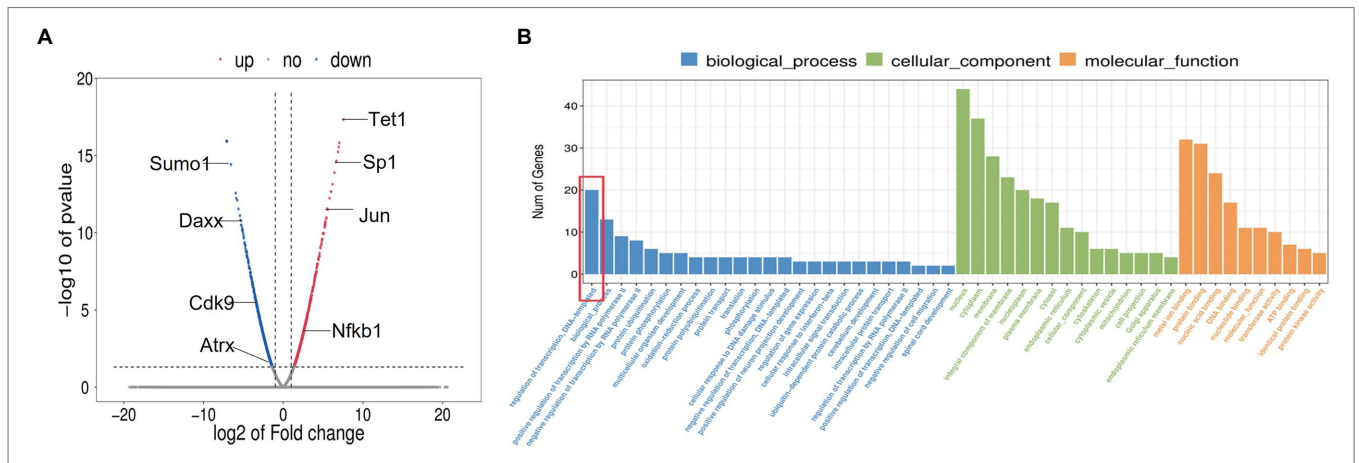 A
up no down
20
15
10
5
0
−log10 of pvalue
Tet1
Sumo1
Sp1
Daxx
Jun
Cdk9
Nfkb1
Atrx
−20 −10 0 10 20
log2 of Fold change
B
biological_process cellular_component molecular_function
Num of Genes
40
30
20
10
0
regulation of transcription, DNA−templated
biological_process
positive regulation of transcription by RNA polymerase II
negative regulation of transcription by RNA polymerase II
protein ubiquitination
protein phosphorylation
multicellular organism development
oxidation−reduction process
protein polyubiquitination
protein transport
translation
phosphorylation
cellular response to DNA damage stimulus
negative regulation of transcription, DNA−templated
positive regulation of neuron projection development
regulation of gene expression
cellular response to interferon−beta
intracellular signal transduction
ubiquitin−dependent protein catabolic process
cerebellum development
intracellular protein transport
regulation of transcription by RNA polymerase II
positive regulation of transcription, DNA−templated
negative regulation of cell migration
spinal cord development
nucleus
cytoplasm
membrane
integral component of membrane
nucleoplasm
plasma membrane
cytosol
endoplasmic reticulum
cellular_component
cytoskeleton
cytoplasmic vesicle
mitochondrion
cell projection
Golgi apparatus
endoplasmic reticulum membrane
metal ion binding
protein binding
nucleic acid binding
DNA binding
nucleotide binding
molecular_function
transferase activity
ATP binding
identical protein binding
protein kinase activity